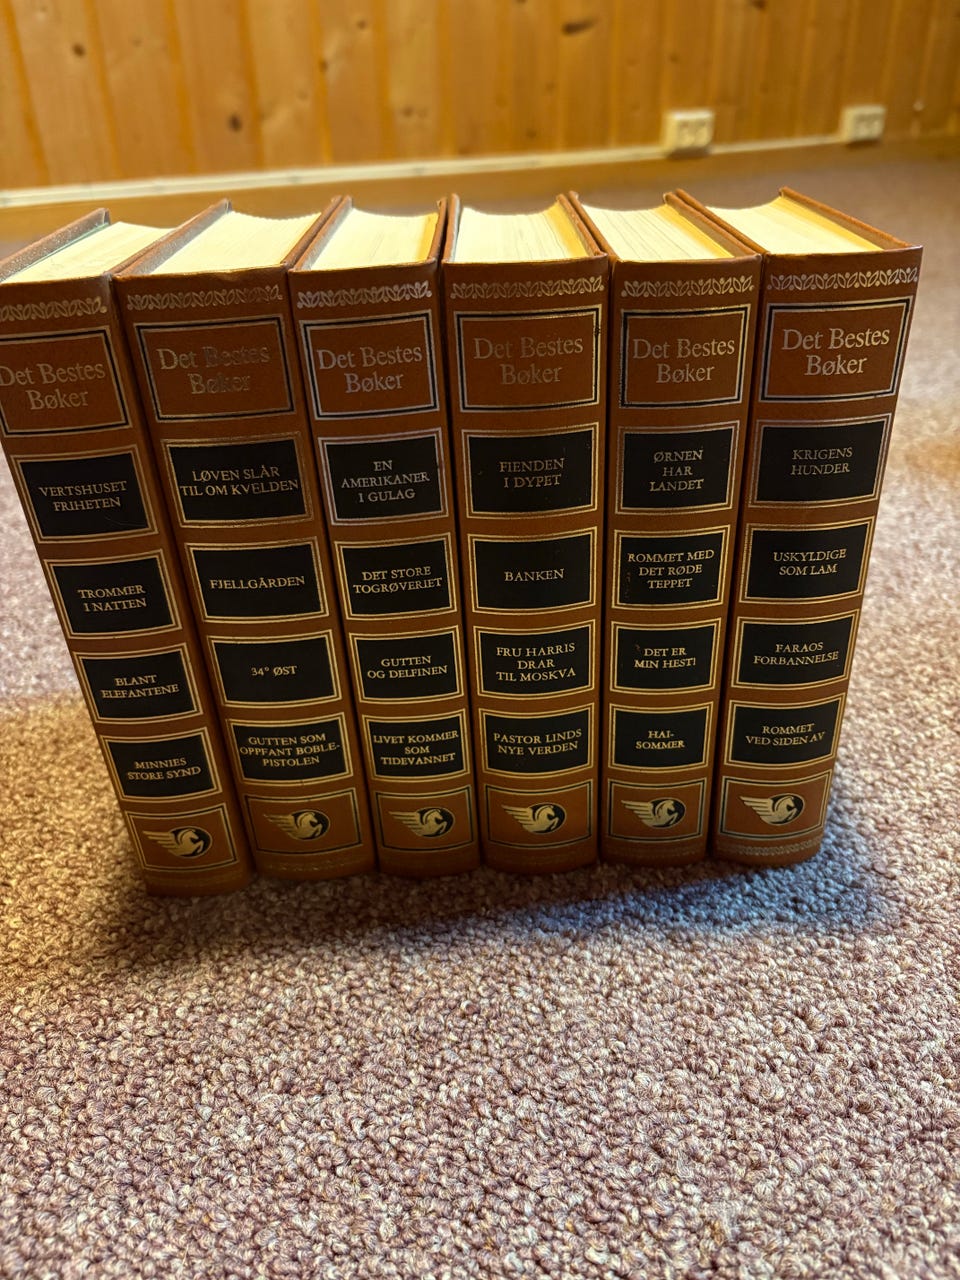 Det Bestes
Bøker
VERTSHUSET
FRIHETEN
TROMMER
I NATTEN
BLANT
ELEFANTENE
MINNIES
STORE SYND
Det Bestes
Bøker
LØVEN SLÅR
TIL OM KVELDEN
FJELLGÅRDEN
34° ØST
GUTTEN SOM
OPPFANT BOBLE-
PISTOLEN
Det Bestes
Bøker
EN
AMERIKANER
I GULAG
DET STORE
TOGRØVERIET
GUTTEN
OG DELFINEN
LIVET KOMMER
SOM
TIDEVANNET
Det Bestes
Bøker
FIENDEN
I DYPET
BANKEN
FRU HARRIS
DRAR
TIL MOSKVA
PASTOR LINDS
NYE VERDEN
Det Bestes
Bøker
ØRNEN
HAR
LANDET
ROMMET MED
DET RØDE
TEPPET
DET ER
MIN HEST!
HAI-
SOMMER
Det Bestes
Bøker
KRIGENS
HUNDER
USKYLDIGE
SOM LAM
FARAOS
FORBANNELSE
ROMMET
VED SIDEN AV